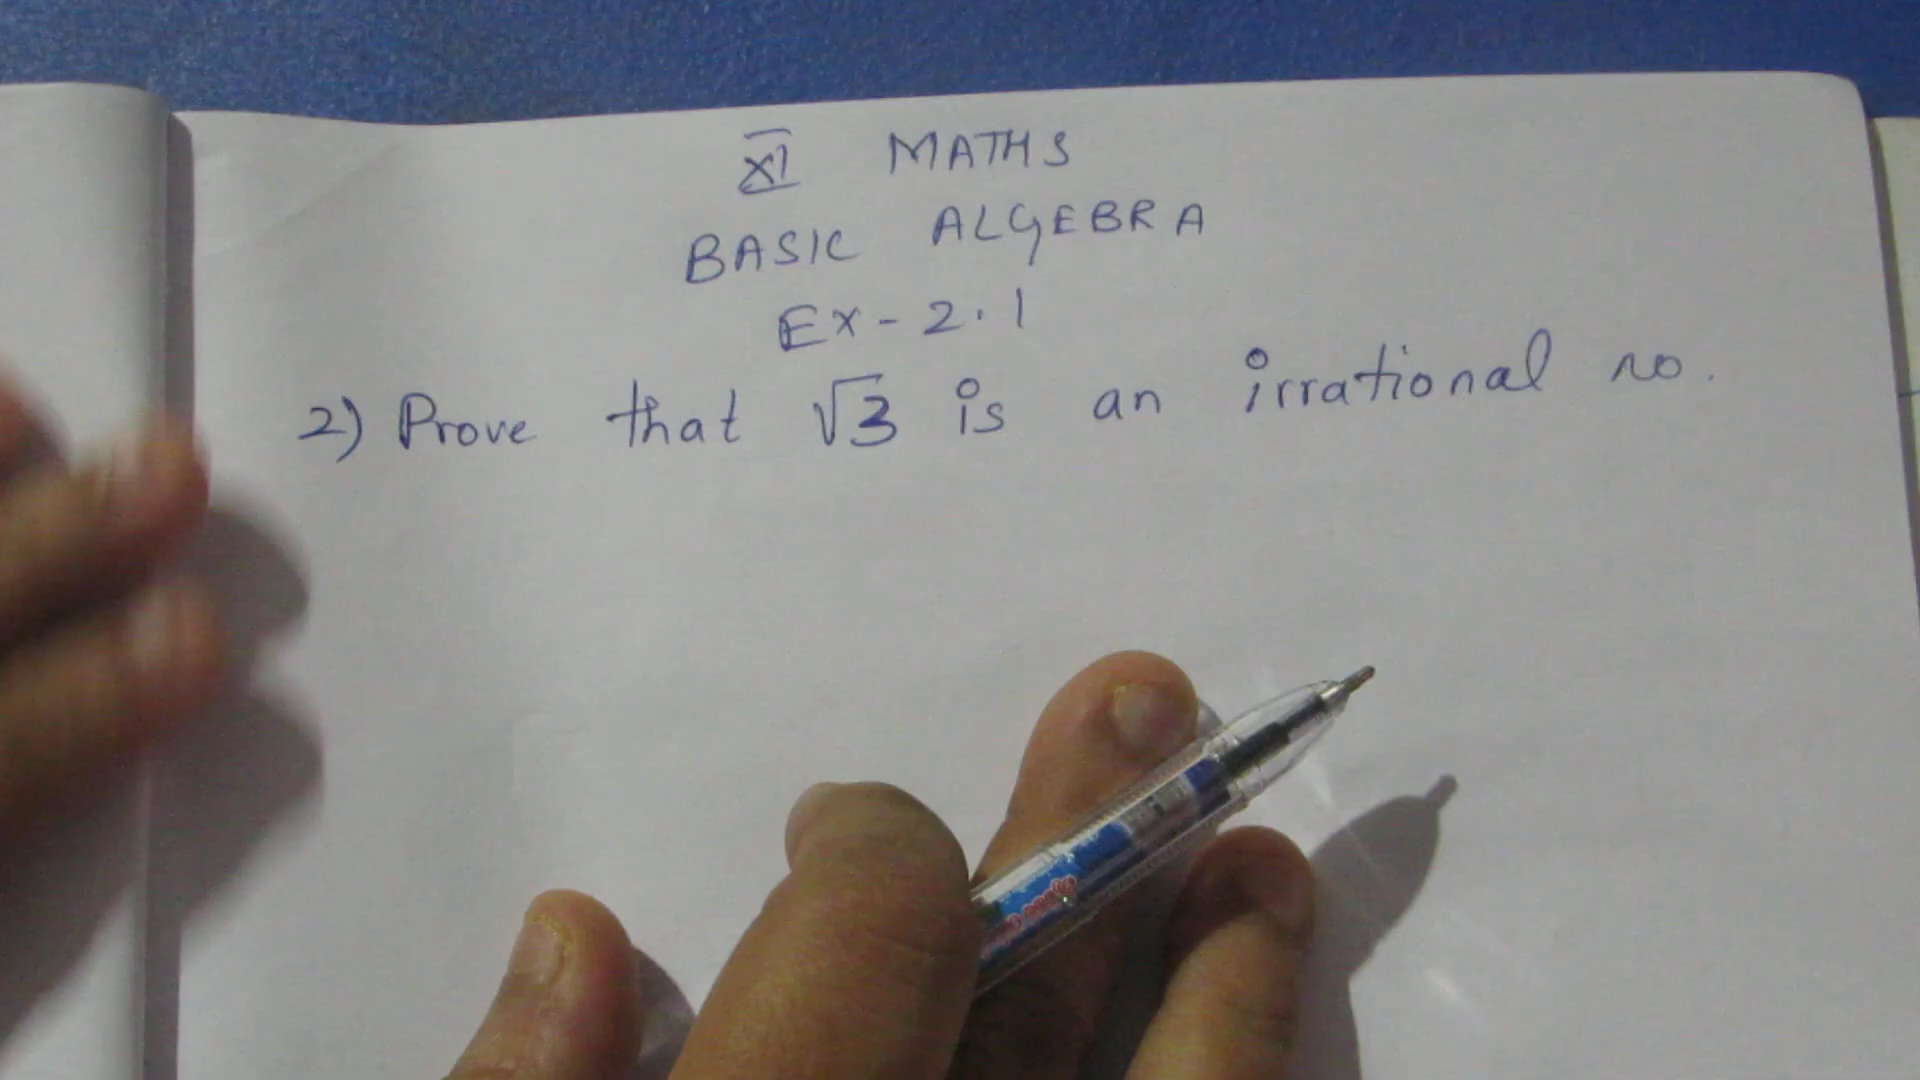 XI MATHS
BASIC ALGEBRA
Ex - 2.1
2) Prove that √3 is an irrational no.